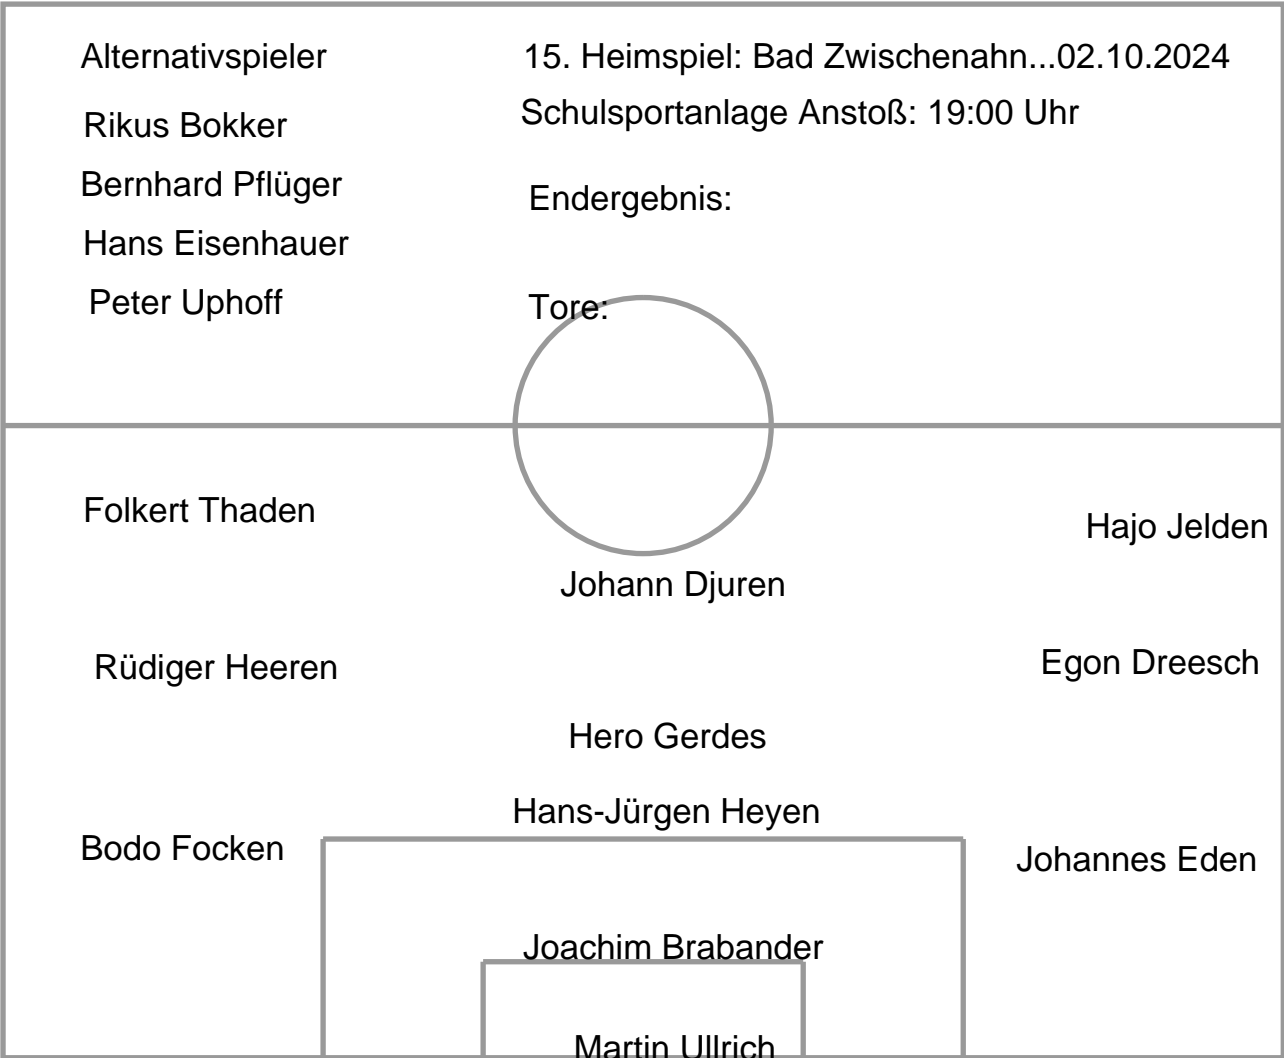 Alternativspieler
15. Heimspiel: Bad Zwischenahn...02.10.2024
Schulsportanlage Anstoß: 19:00 Uhr
Rikus Bokker
Bernhard Pflüger
Endergebnis:
Hans Eisenhauer
Peter Uphoff
Tore:
Folkert Thaden
Hajo Jelden
Johann Djuren
Rüdiger Heeren
Egon Dreesch
Hero Gerdes
Hans-Jürgen Heyen
Bodo Focken
Johannes Eden
Joachim Brabander
Martin Ullrich